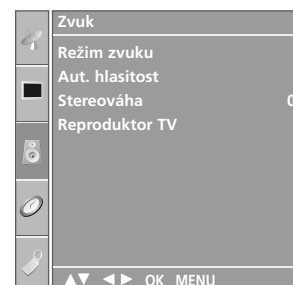 Zvuk
Režim zvuku
Aut. hlasitost
Stereováha 0
Reproduktor TV
▲▼ ◄► OK MENU